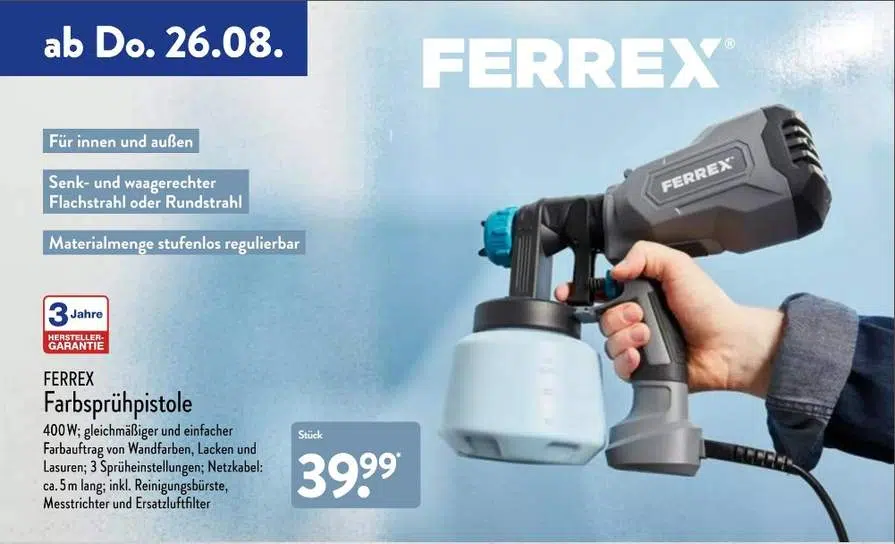 ab Do. 26.08.
FERREX®
Für innen und außen
Senk- und waagerechter
Flachstrahl oder Rundstrahl
Materialmenge stufenlos regulierbar
FERREX
3 Jahre
HERSTELLER-
GARANTIE
FERREX
Farbsprühpistole
400 W; gleichmäßiger und einfacher
Farbauftrag von Wandfarben, Lacken und
Lasuren; 3 Sprüheinstellungen; Netzkabel:
ca. 5 m lang; inkl. Reinigungsbürste,
Messtrichter und Ersatzluftfilter
Stück
39.99*